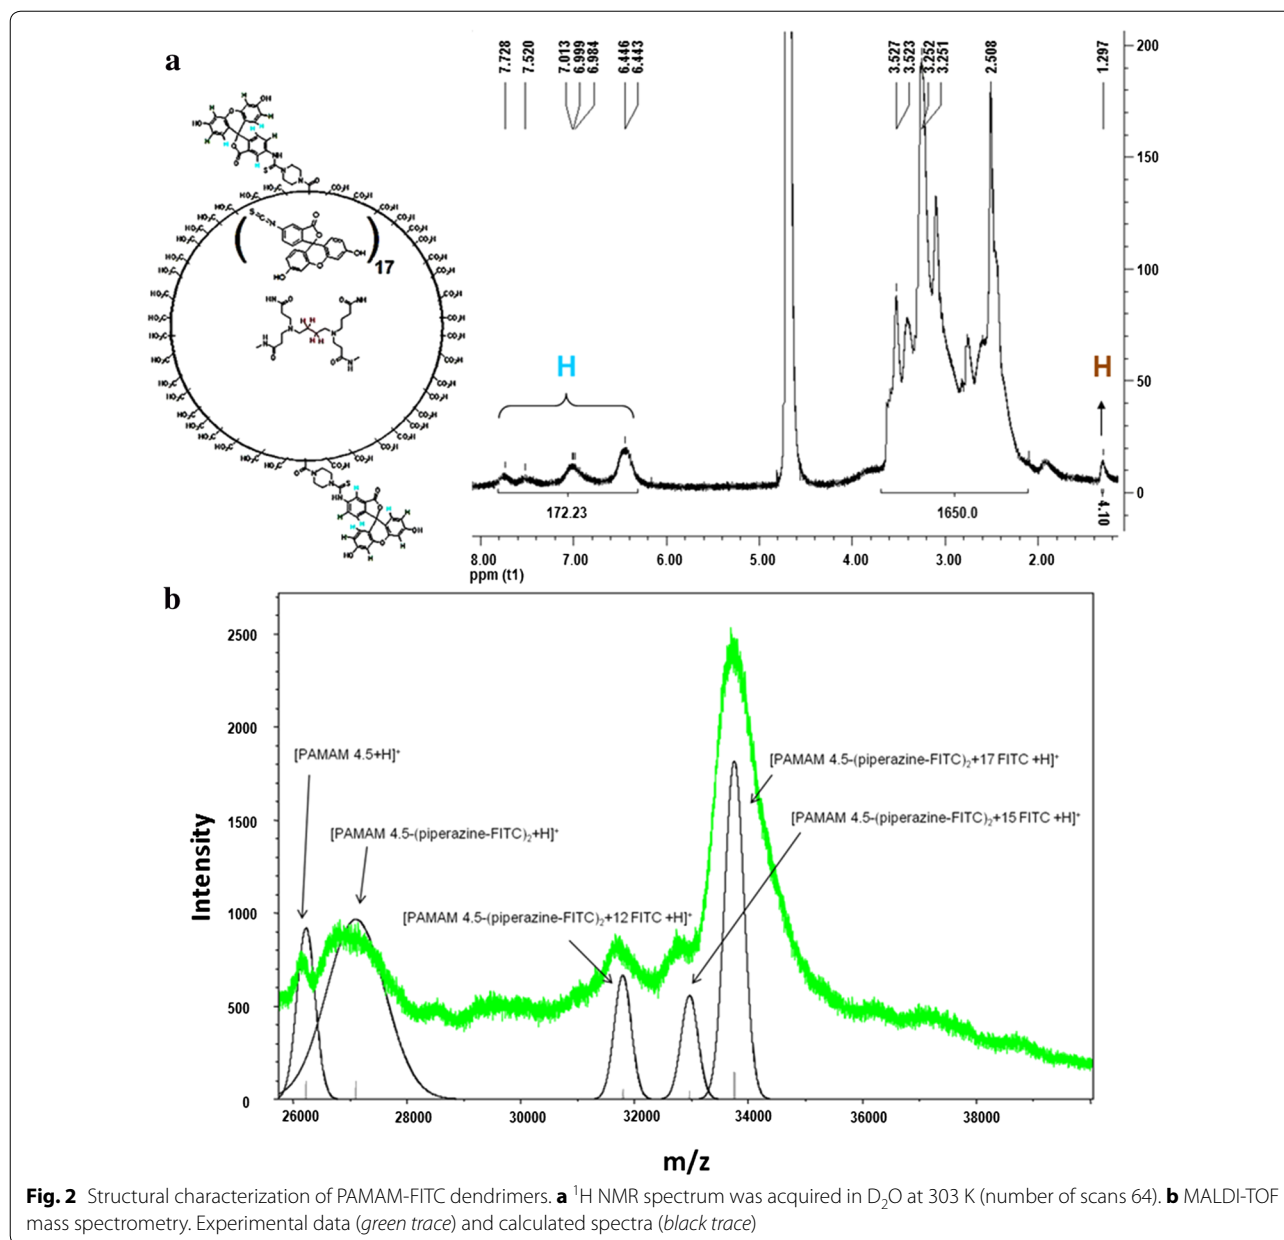 a
7.728
7.520
7.013
6.999
6.984
6.446
6.443
3.527
3.523
3.252
3.251
2.508
1.297
200
150
100
50
0
17
H
H
172.23
1650.0
4.10
8.00 7.00 6.00 5.00 4.00 3.00 2.00
ppm (t1)
b
2500
2000
1500
1000
500
0
Intensity
[PAMAM 4.5+H]⁺
[PAMAM 4.5-(piperazine-FITC)₂+H]⁺
[PAMAM 4.5-(piperazine-FITC)₂+12 FITC +H]⁺
[PAMAM 4.5-(piperazine-FITC)₂+17 FITC +H]⁺
[PAMAM 4.5-(piperazine-FITC)₂+15 FITC +H]⁺
26000 28000 30000 32000 34000 36000 38000
m/z
Fig. 2 Structural characterization of PAMAM-FITC dendrimers. a ¹H NMR spectrum was acquired in D₂O at 303 K (number of scans 64). b MALDI-TOF
mass spectrometry. Experimental data (green trace) and calculated spectra (black trace)